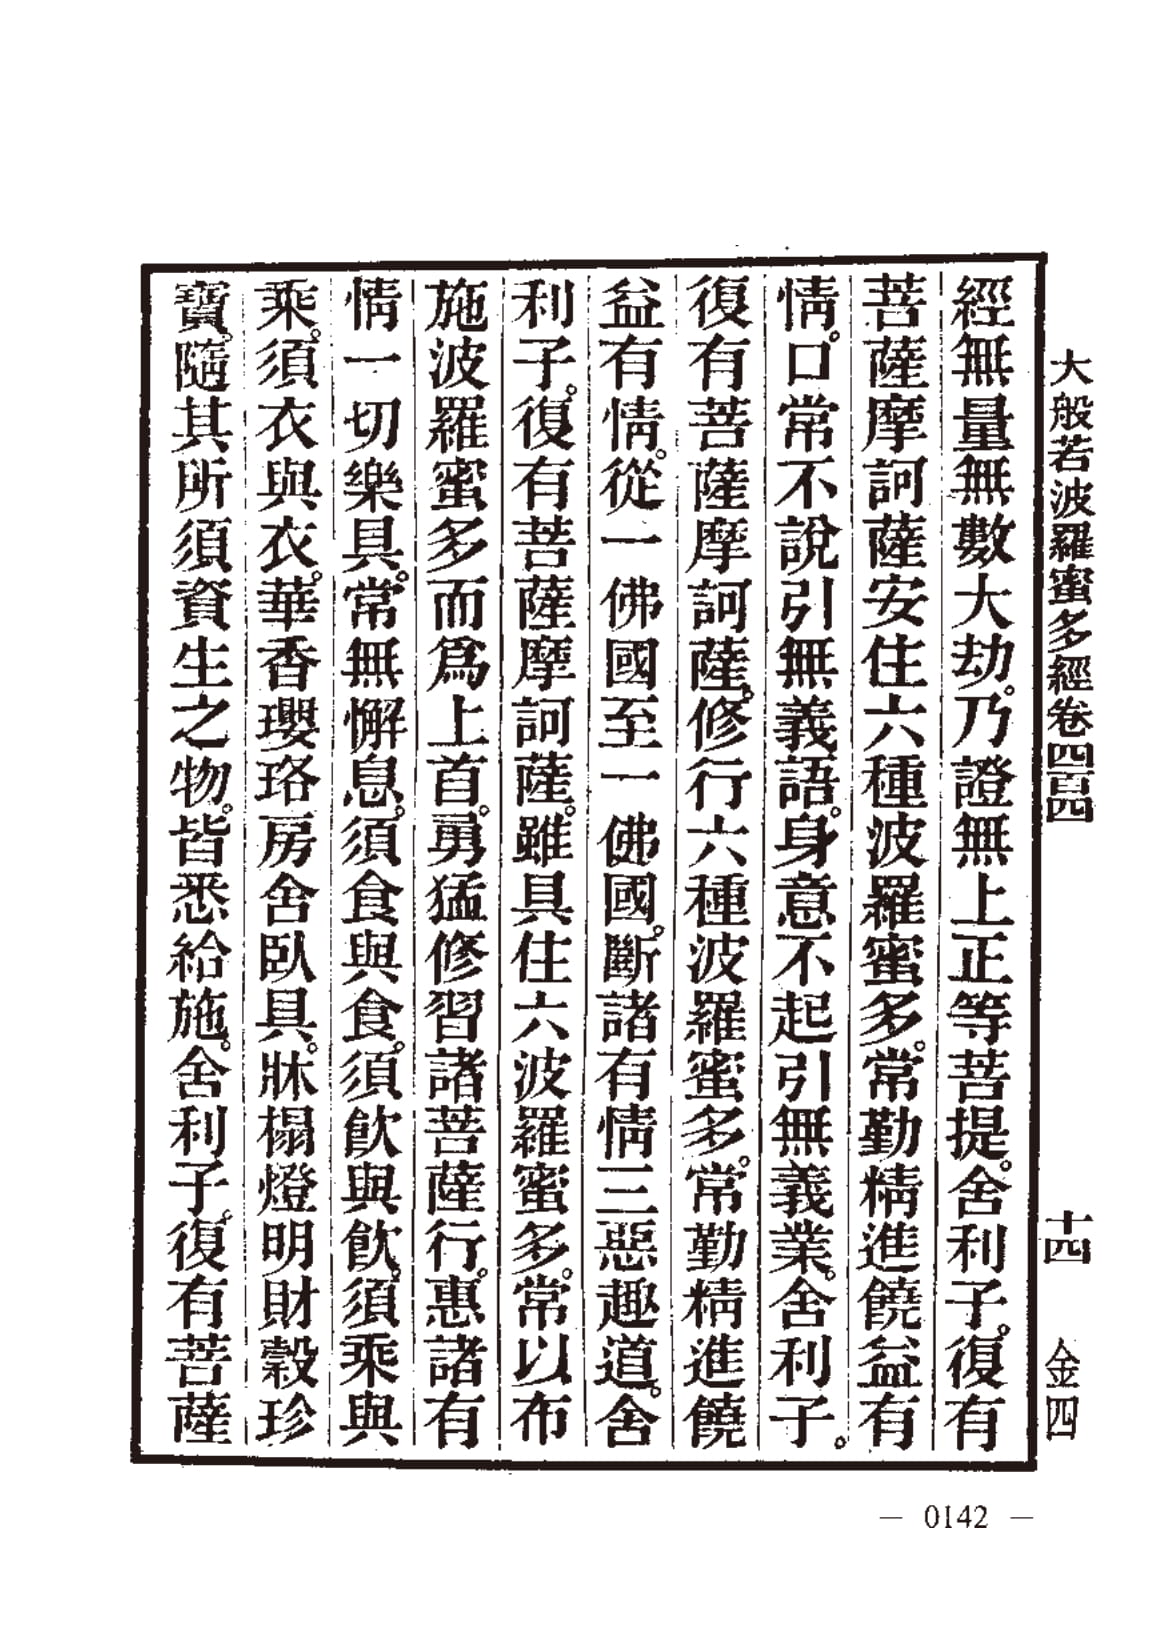 大般若波羅蜜多經卷四百四 十四 金四
經無量無數大劫。乃證無上正等菩提。舍利子。復有
菩薩摩訶薩安住六種波羅蜜多。常勤精進饒益有
情。口常不說引無義語。身意不起引無義業。舍利子。
復有菩薩摩訶薩。修行六種波羅蜜多。常勤精進饒
益有情。從一佛國至一佛國。斷諸有情三惡趣道。舍
利子。復有菩薩摩訶薩。雖具住六波羅蜜多。常以布
施波羅蜜多而爲上首。勇猛修習諸菩薩行。惠諸有
情一切樂具。常無懈息。須食與食。須飲與飲。須乘與
乘。須衣與衣。華香瓔珞房舍臥具。牀榻燈明財穀珍
寶。隨其所須資生之物。皆悉給施。舍利子。復有菩薩
— 0142 —